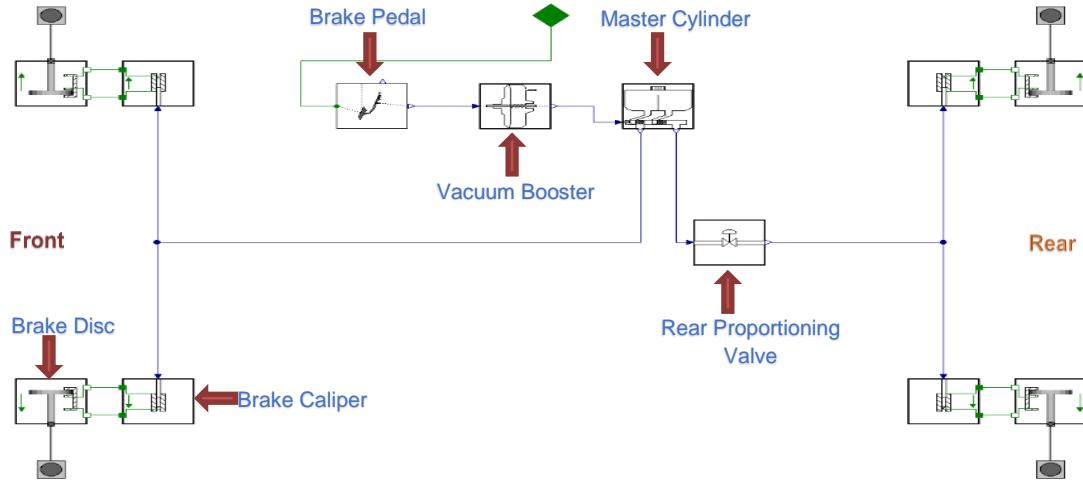 Brake Pedal
Master Cylinder
Vacuum Booster
Front
Rear
Brake Disc
Rear Proportioning
Valve
Brake Caliper